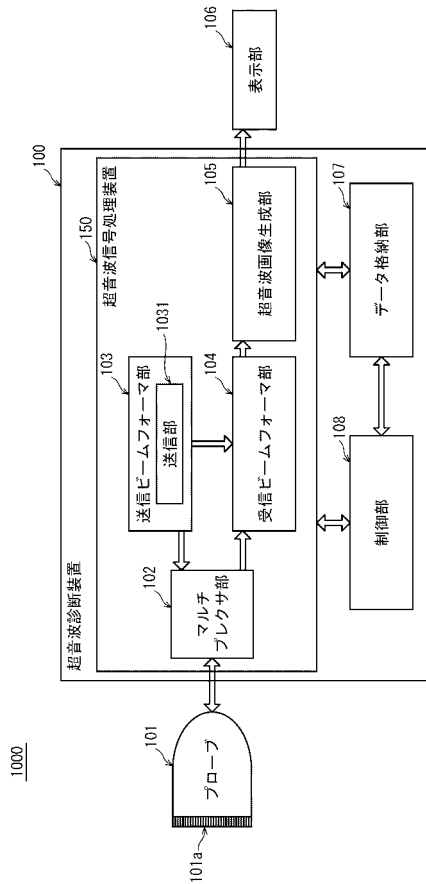 1000
超音波診断装置
100
150
超音波信号処理装置
101
プローブ
101a
102
マルチ
プレクサ部
103
送信ビームフォーマ部
1031
送信部
104
受信ビームフォーマ部
105
超音波画像生成部
106
表示部
108
制御部
107
データ格納部